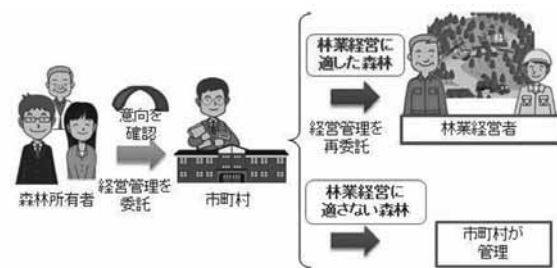 意向を
確認
経営管理を
委託
森林所有者
市町村
林業経営に
適した森林
経営管理を
再委託
林業経営者
林業経営に
適さない森林
市町村が
管理